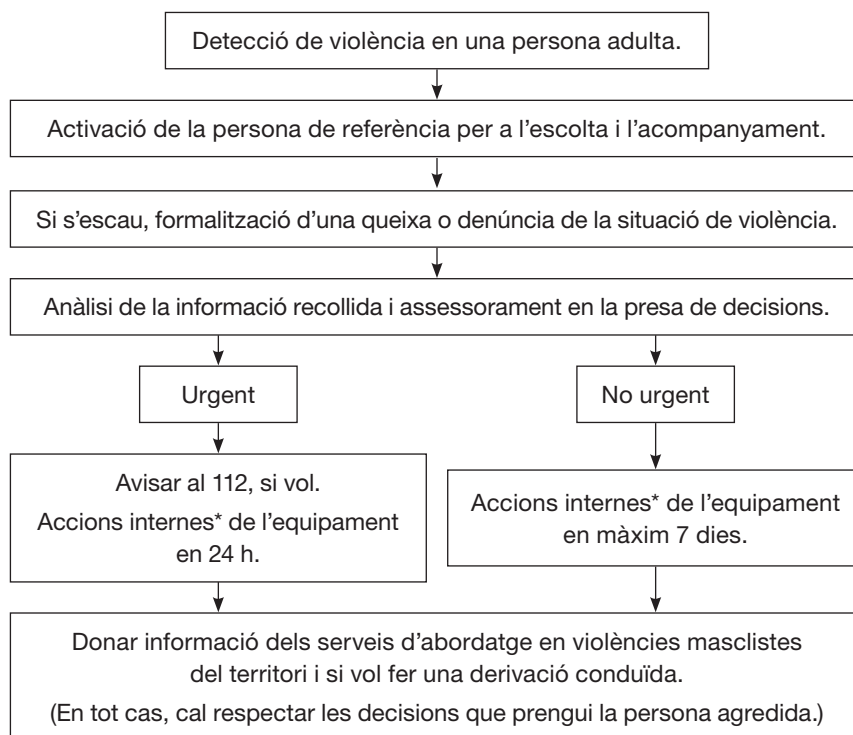 Detecció de violència en una persona adulta.
Activació de la persona de referència per a l’escolta i l’acompanyament.
Si s’escau, formalització d’una queixa o denúncia de la situació de violència.
Anàlisi de la informació recollida i assessorament en la presa de decisions.
Urgent
No urgent
Avisar al 112, si vol.
Accions internes* de l’equipament
en 24 h.
Accions internes* de l’equipament
en màxim 7 dies.
Donar informació dels serveis d’abordatge en violències masclistes
del territori i si vol fer una derivació conduïda.
(En tot cas, cal respectar les decisions que prengui la persona agredida.)